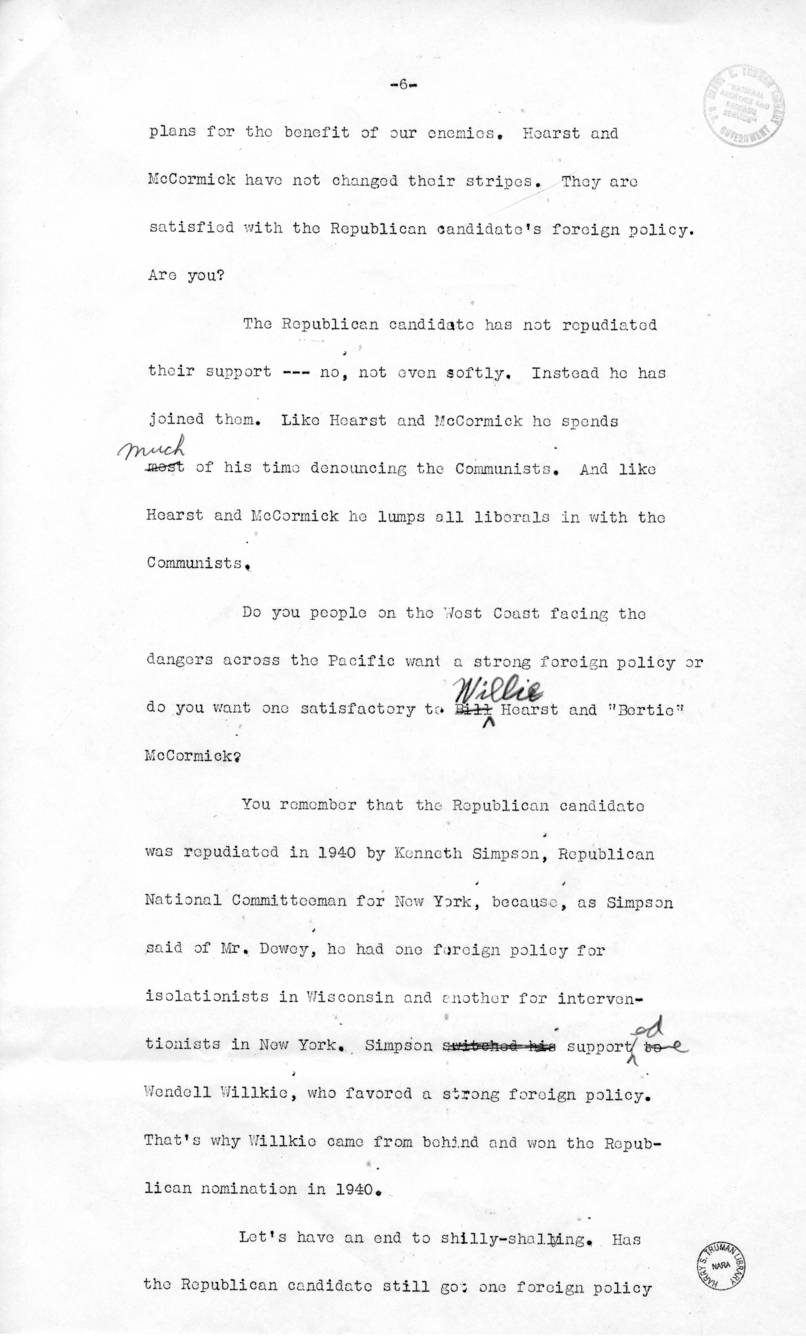 -6-
plans for the benefit of our enemies. Hearst and
McCormick have not changed their stripes. They are
satisfied with the Republican candidate's foreign policy.
Are you?
The Republican candidate has not repudiated
their support --- no, not even softly. Instead he has
joined them. Like Hearst and McCormick he spends
much
most of his time denouncing the Communists. And like
Hearst and McCormick he lumps all liberals in with the
Communists.
Do you people on the West Coast facing the
dangers across the Pacific want a strong foreign policy or
Willie
do you want one satisfactory to Bill Hearst and "Bertie"
McCormick?
You remember that the Republican candidate
was repudiated in 1940 by Kenneth Simpson, Republican
National Committeeman for New York, because, as Simpson
said of Mr. Dewey, he had one foreign policy for
isolationists in Wisconsin and another for interven-
ed
tionists in New York. Simpson switched his support to
Wendell Willkie, who favored a strong foreign policy.
That's why Willkie came from behind and won the Repub-
lican nomination in 1940.
Let's have an end to shilly-shallying. Has
the Republican candidate still got one foreign policy
HARRY S. TRUMAN LIBRARY
NARA